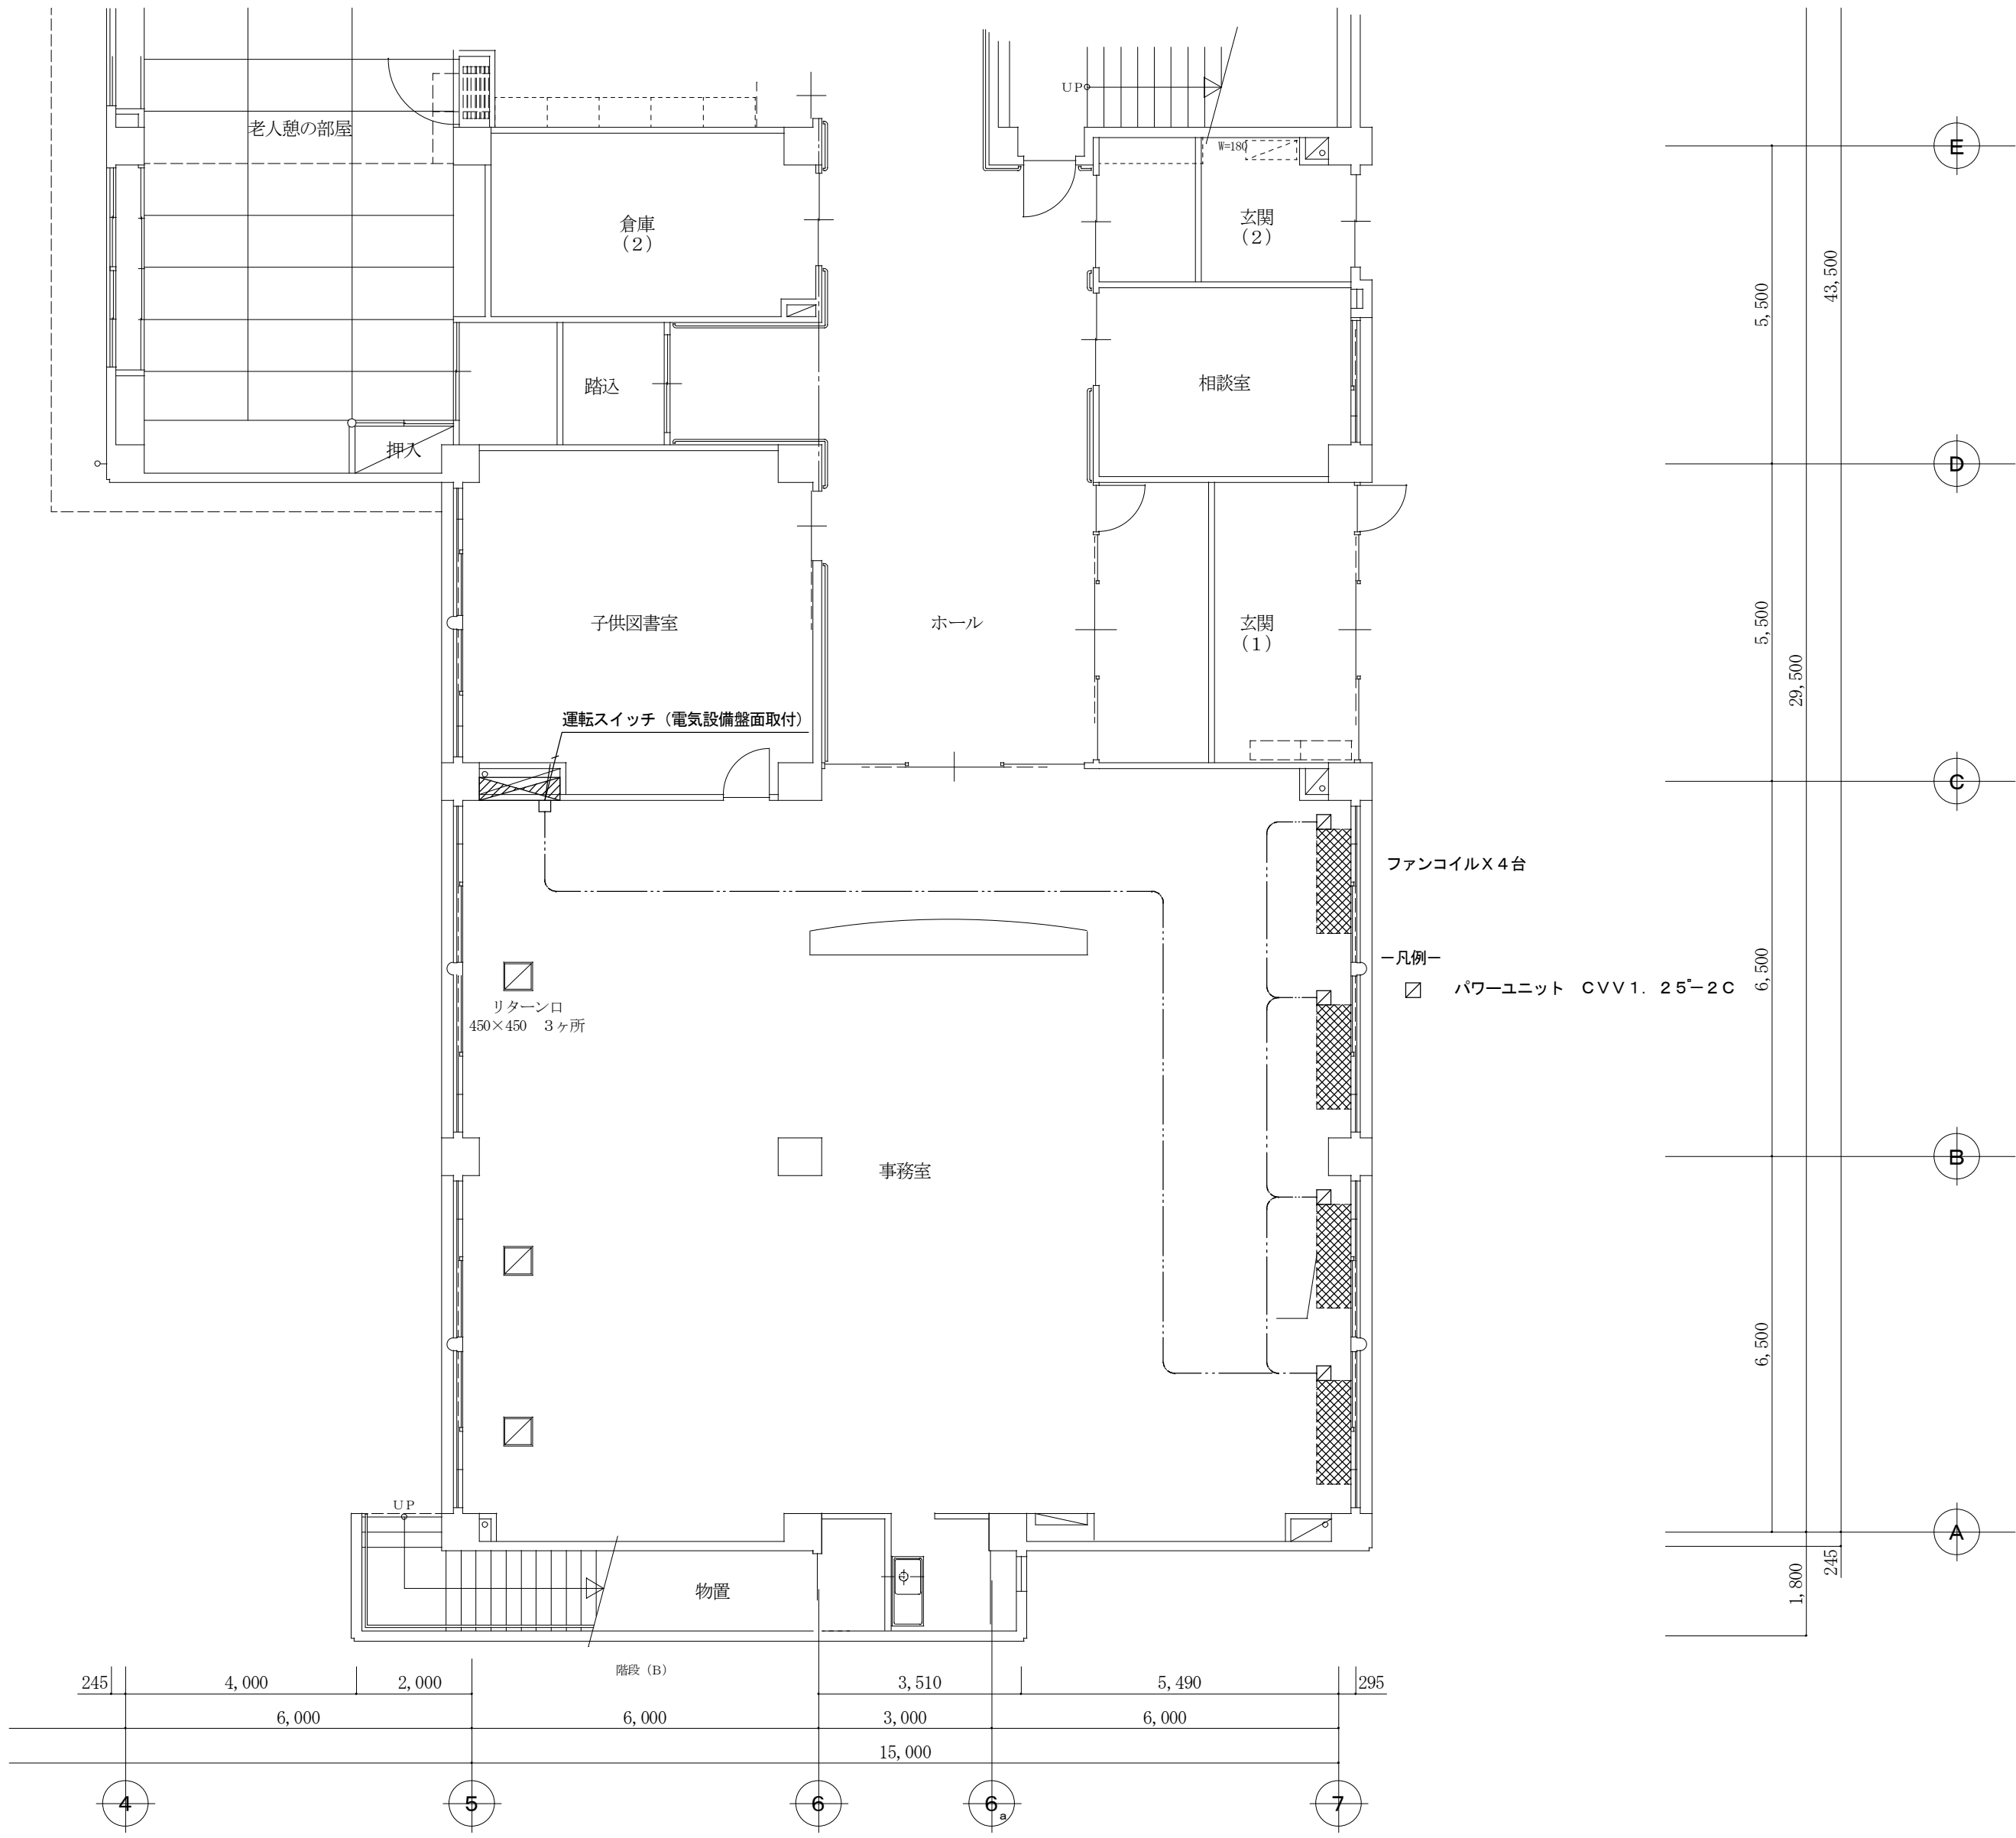 UP
老人憩の部屋
W=180
E
倉庫
（2）
玄関
（2）
43,500
5,500
踏込
相談室
押入
D
子供図書室
ホール
玄関
（1）
5,500
29,500
運転スイッチ（電気設備盤面取付）
C
ファンコイルX４台
－凡例－
パワーユニット　CVV1．25□－2C
6,500
リターン口
450×450　３ヶ所
事務室
B
6,500
UP
A
245
物置
1,800
階段（B）
245
4,000
2,000
3,510
5,490
295
6,000
6,000
3,000
6,000
15,000
4
5
6
6a
7